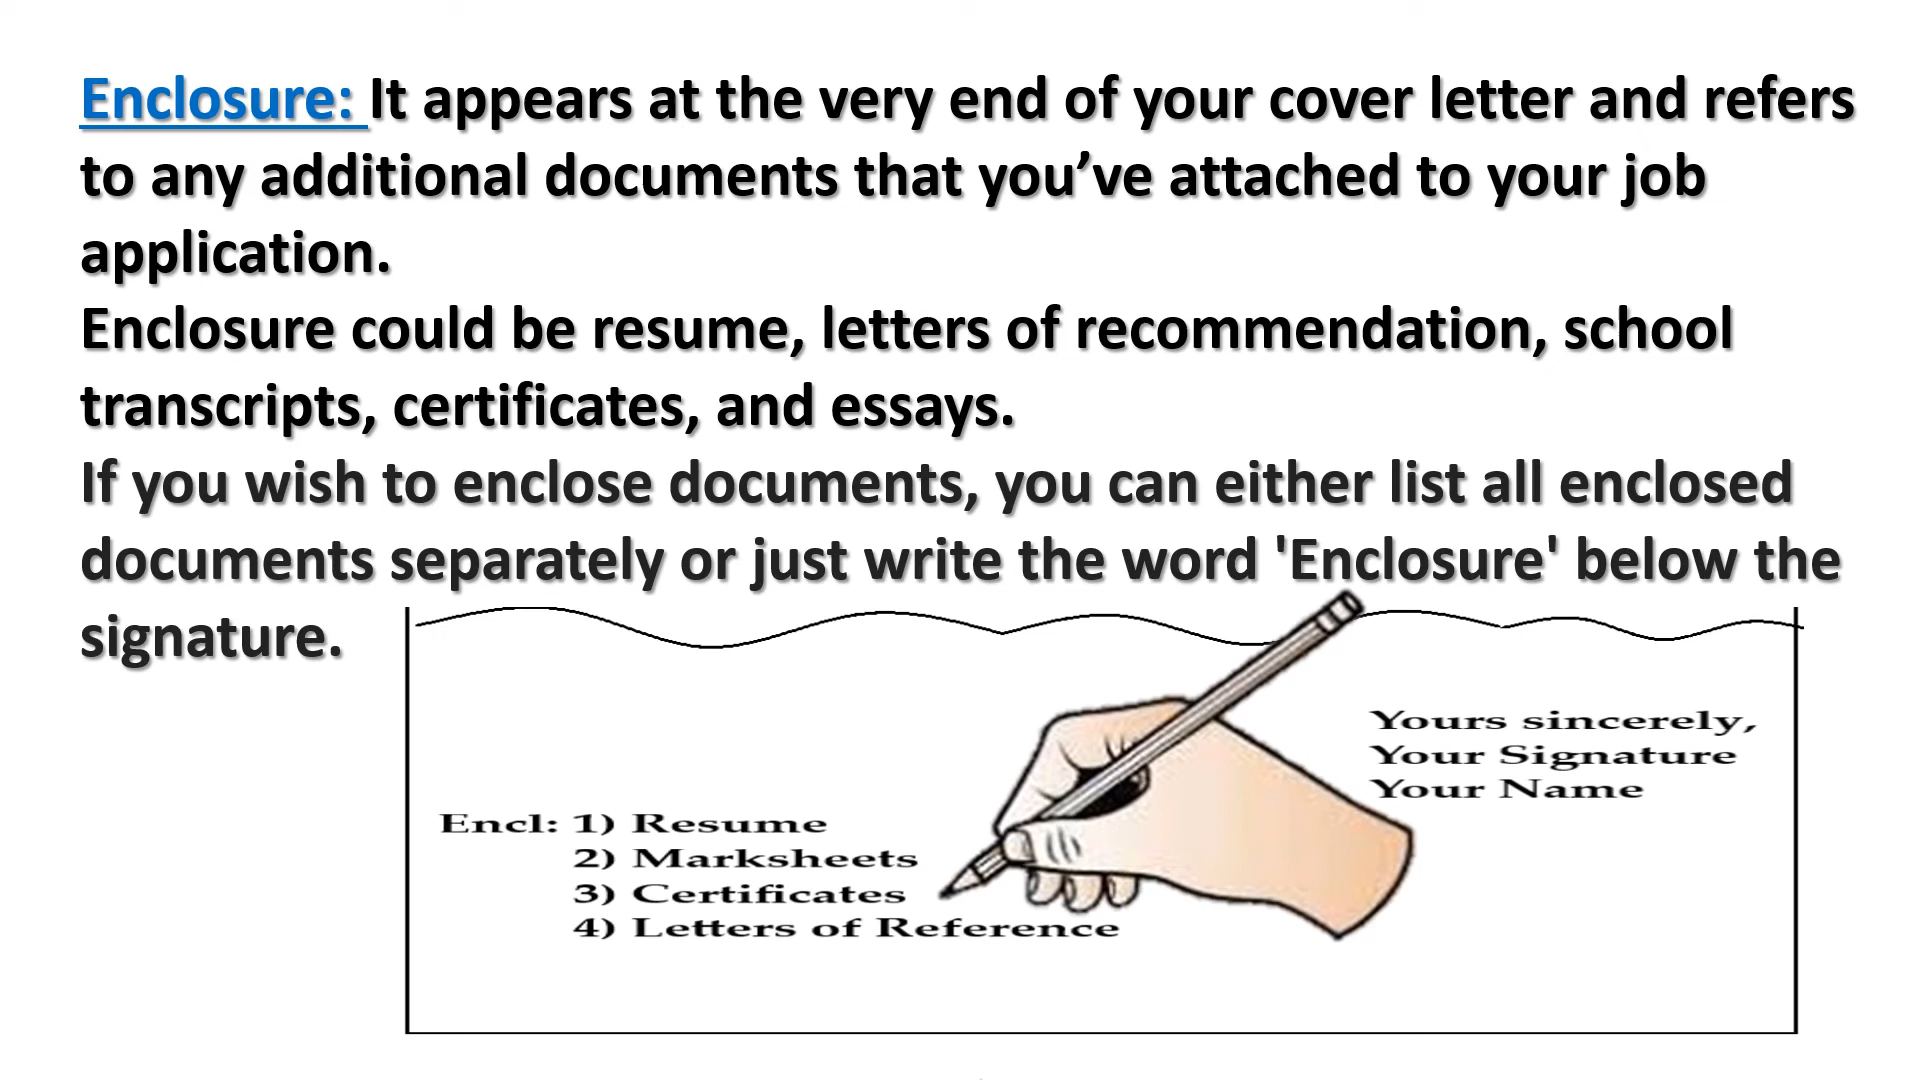 Enclosure: It appears at the very end of your cover letter and refers
to any additional documents that you’ve attached to your job
application.
Enclosure could be resume, letters of recommendation, school
transcripts, certificates, and essays.
If you wish to enclose documents, you can either list all enclosed
documents separately or just write the word 'Enclosure' below the
signature.
Yours sincerely,
Your Signature
Your Name
Encl: 1) Resume
2) Marksheets
3) Certificates
4) Letters of Reference